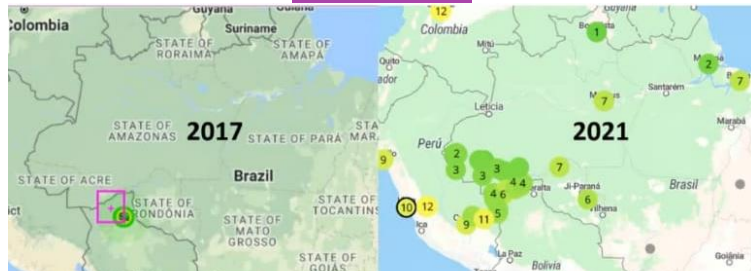 Guyana
Colombia
Suriname
STATE OF
RORAIMA
STATE OF
AMAPÁ
STATE OF
AMAZONAS
2017
STATE OF PARÁ
STATE OF ACRE
Brazil
STATE OF
RONDÔNIA
STATE OF
TOCANTINS
STATE OF
MATO
GROSSO
STATE OF
GOIÁS
12
Colombia
Guyana
1
Mitú
Quito
2
7
7
Santarém
Leticia
2021
Marabá
Perú
2
9
3
3
3
7
4
4
4
6
Ji-Paraná
Brasil
6
10
12
Ica
11
5
9
La Paz
Bolivia
Goiânia